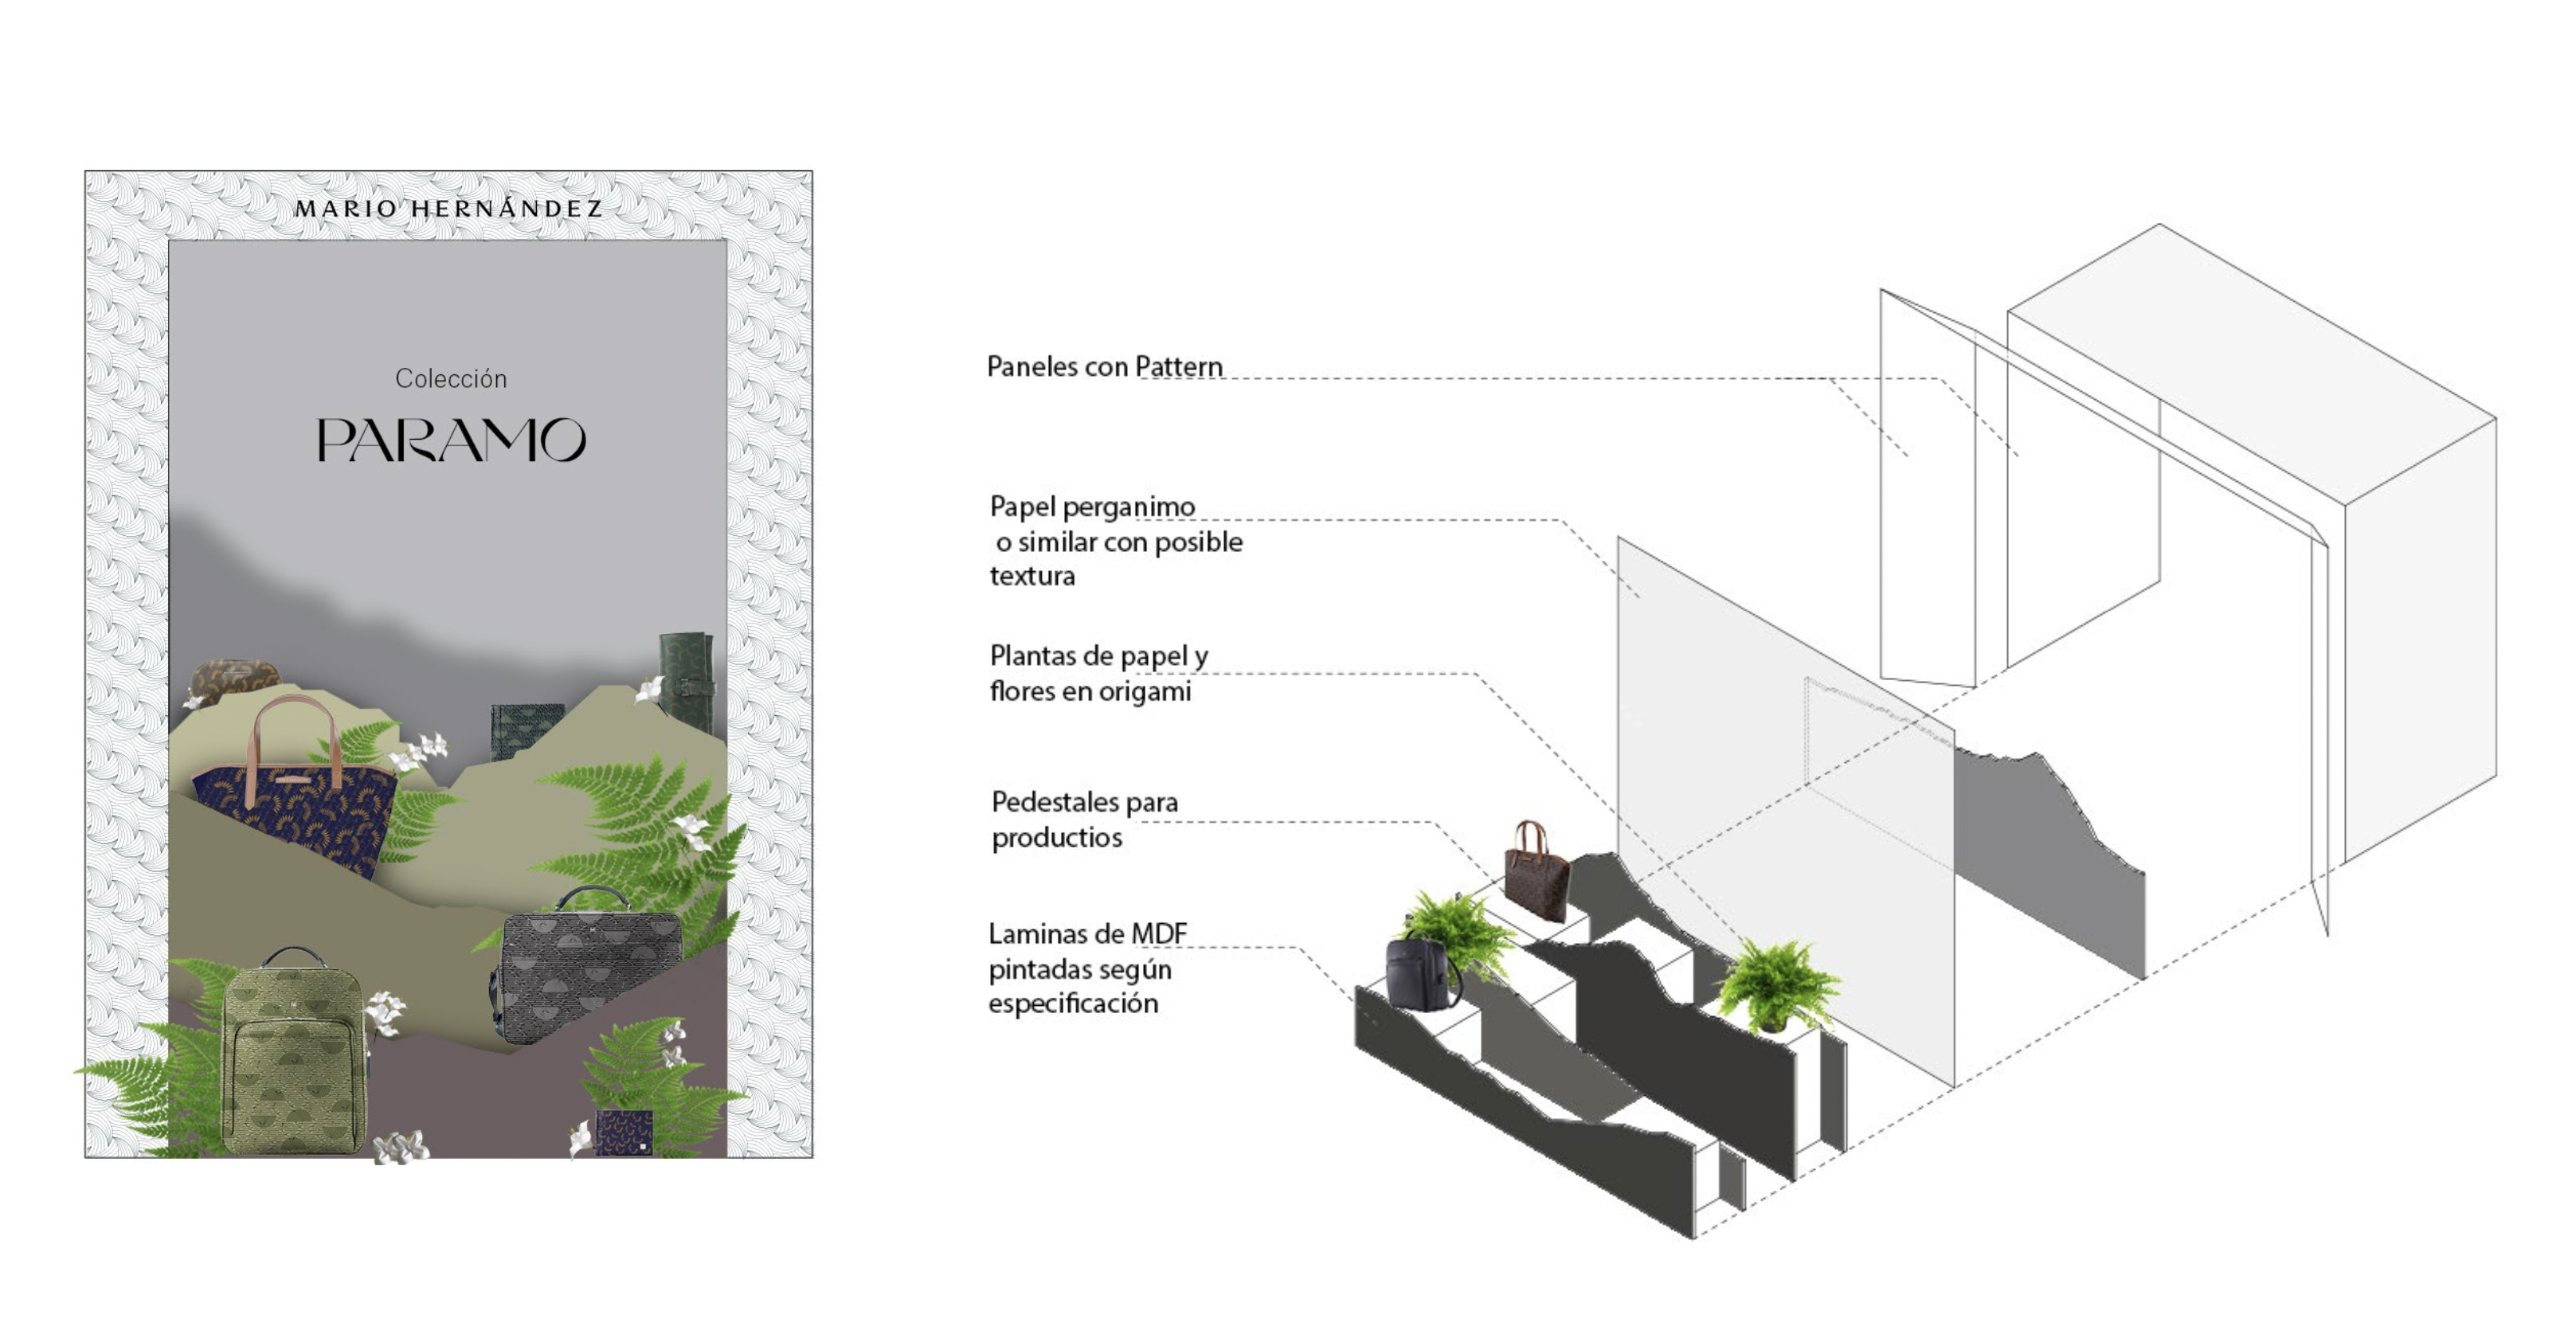 MARIO HERNÁNDEZ
Colección
PARAMO
Paneles con Pattern
Papel perganimo
o similar con posible
textura
Plantas de papel y
flores en origami
Pedestales para
productios
Laminas de MDF
pintadas según
especificación